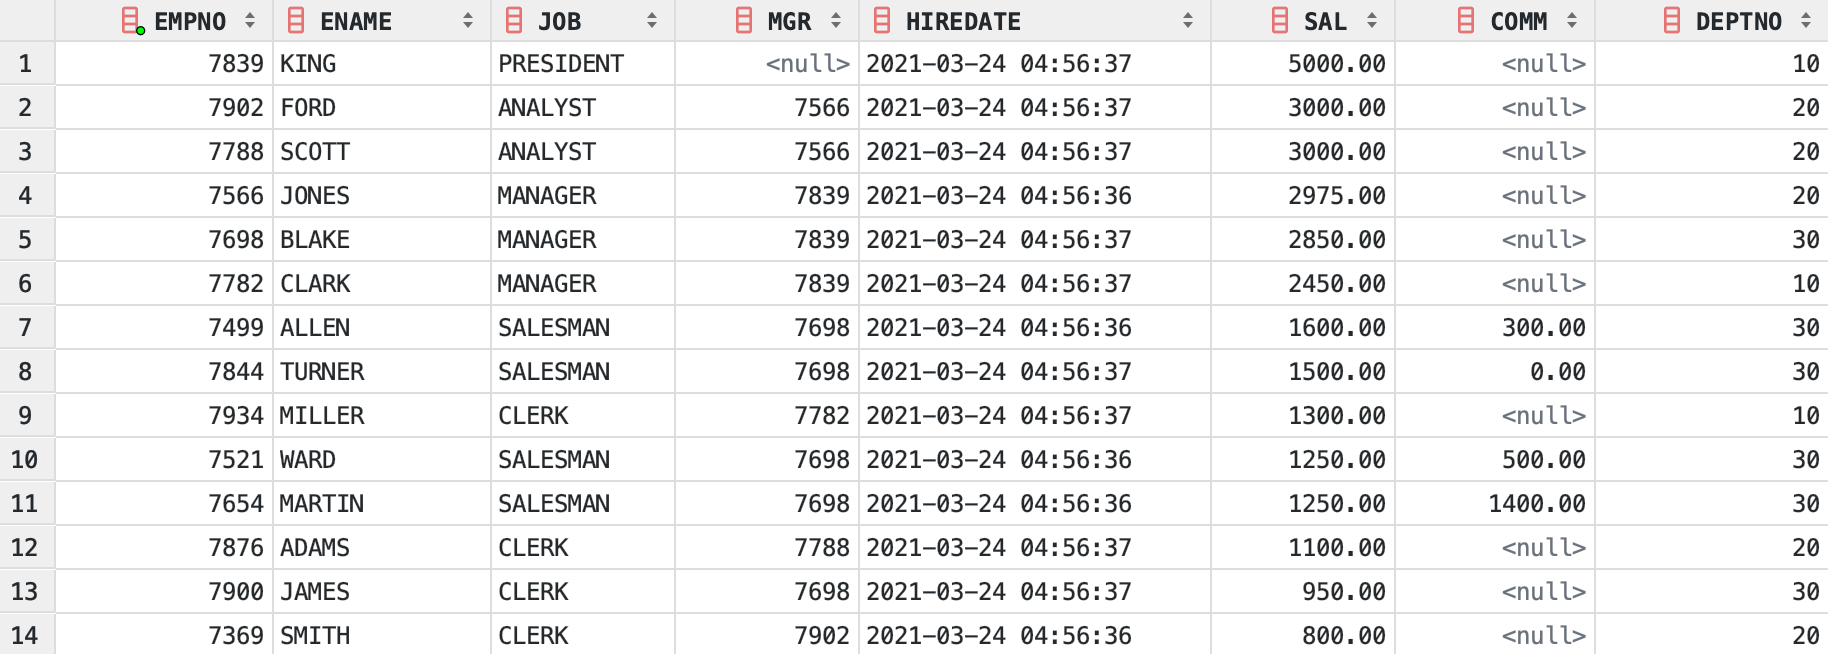 EMPNO ENAME JOB MGR HIREDATE SAL COMM DEPTNO
1 7839 KING PRESIDENT <null> 2021-03-24 04:56:37 5000.00 <null> 10
2 7902 FORD ANALYST 7566 2021-03-24 04:56:37 3000.00 <null> 20
3 7788 SCOTT ANALYST 7566 2021-03-24 04:56:37 3000.00 <null> 20
4 7566 JONES MANAGER 7839 2021-03-24 04:56:36 2975.00 <null> 20
5 7698 BLAKE MANAGER 7839 2021-03-24 04:56:37 2850.00 <null> 30
6 7782 CLARK MANAGER 7839 2021-03-24 04:56:37 2450.00 <null> 10
7 7499 ALLEN SALESMAN 7698 2021-03-24 04:56:36 1600.00 300.00 30
8 7844 TURNER SALESMAN 7698 2021-03-24 04:56:37 1500.00 0.00 30
9 7934 MILLER CLERK 7782 2021-03-24 04:56:37 1300.00 <null> 10
10 7521 WARD SALESMAN 7698 2021-03-24 04:56:36 1250.00 500.00 30
11 7654 MARTIN SALESMAN 7698 2021-03-24 04:56:37 1250.00 1400.00 30
12 7876 ADAMS CLERK 7788 2021-03-24 04:56:37 1100.00 <null> 20
13 7900 JAMES CLERK 7698 2021-03-24 04:56:37 950.00 <null> 30
14 7369 SMITH CLERK 7902 2021-03-24 04:56:36 800.00 <null> 20